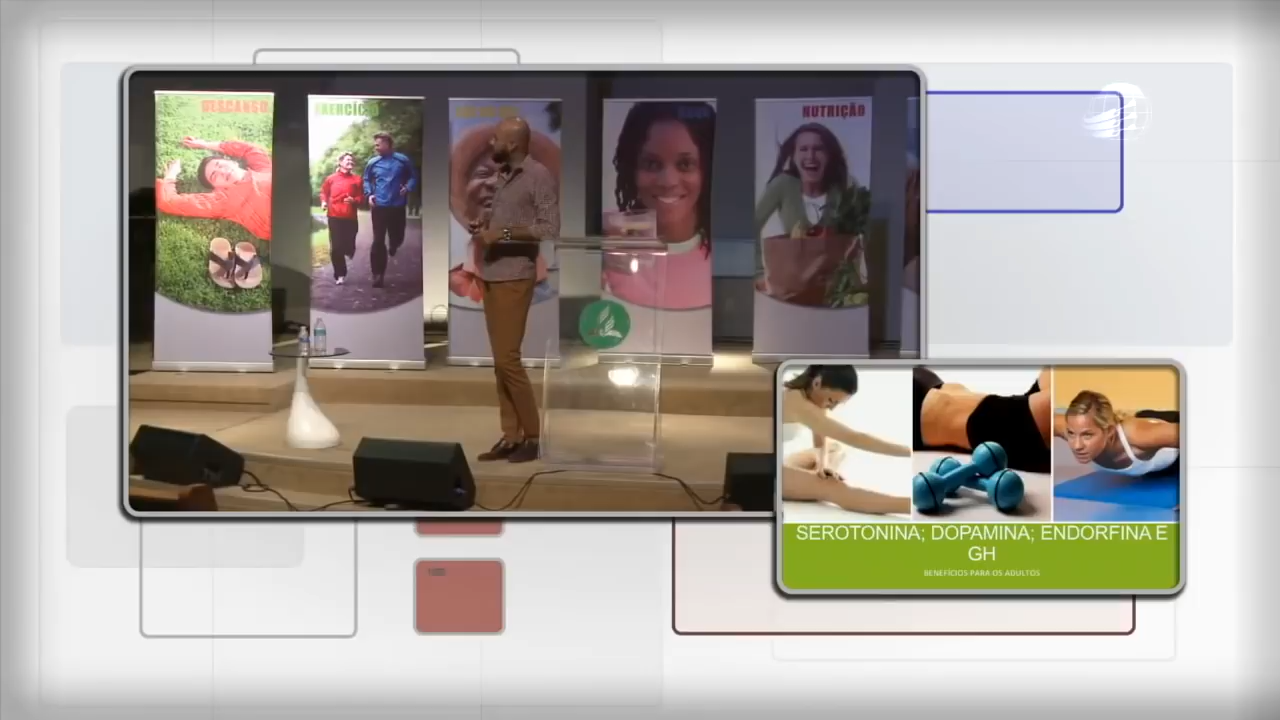 DESCANSO
EXERCÍCIO
NUTRIÇÃO
SEROTONINA; DOPAMINA; ENDORFINA E
GH
BENEFÍCIOS PARA OS ADULTOS